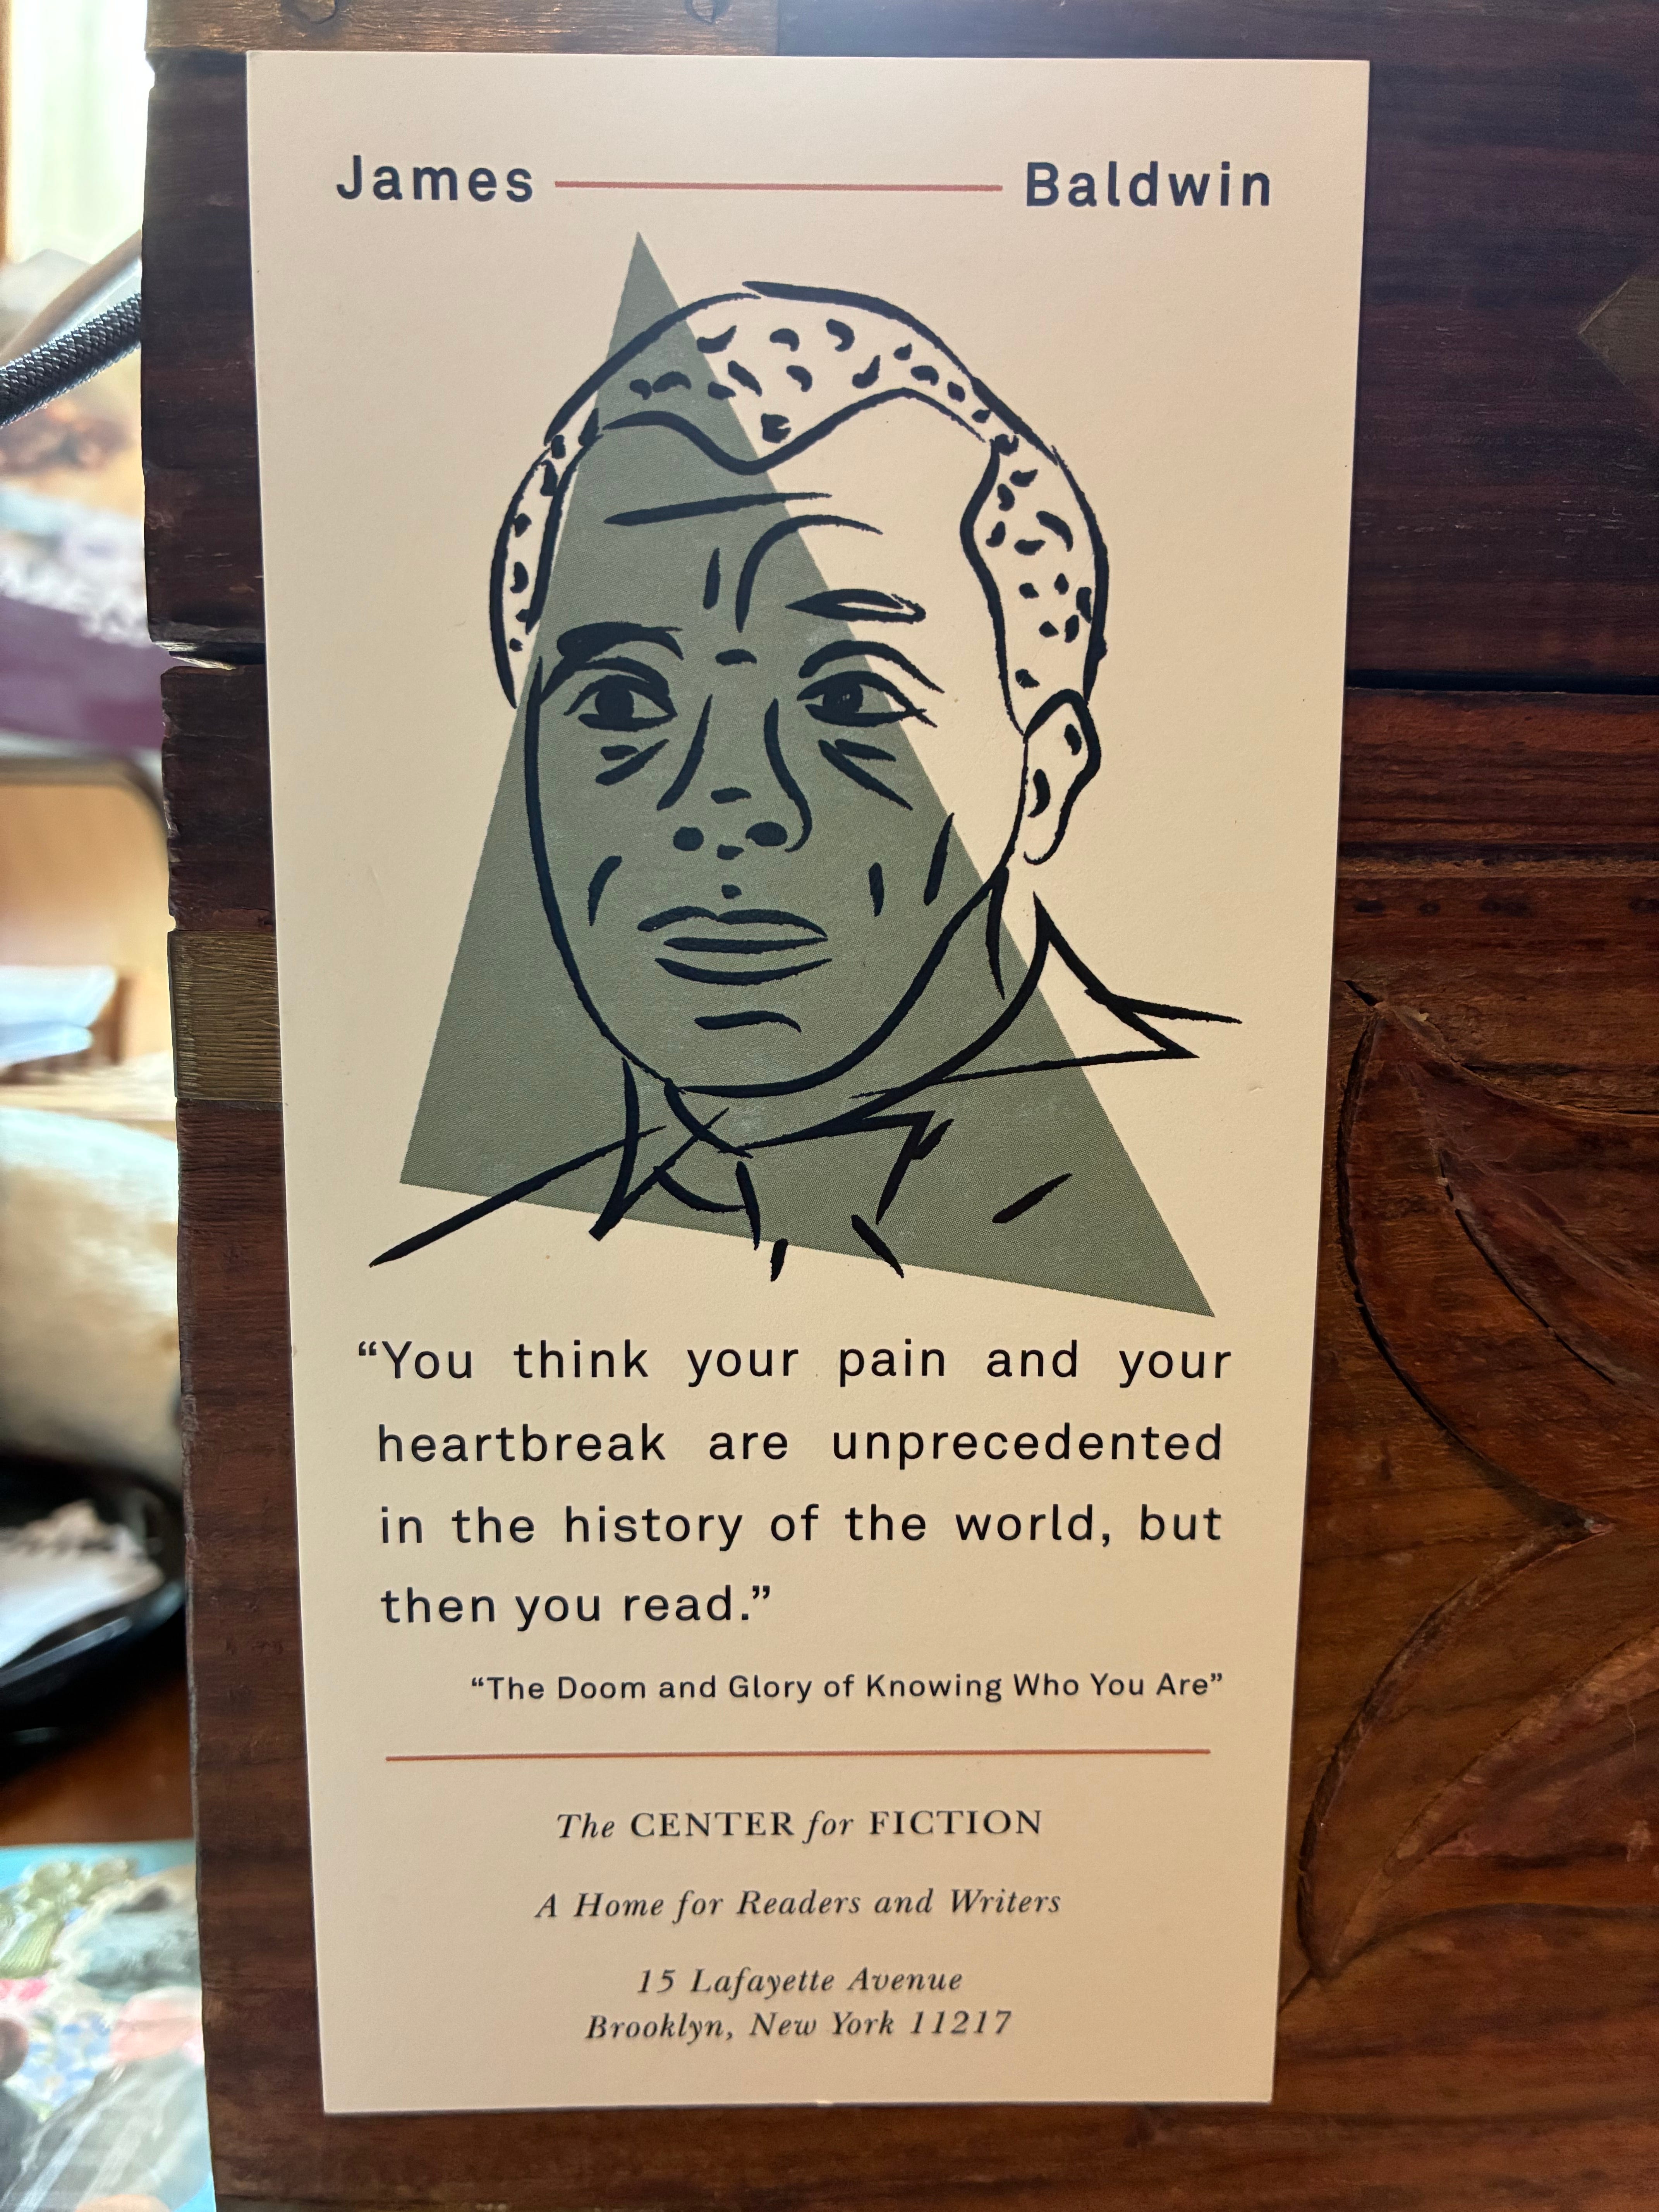 James Baldwin
“You think your pain and your
heartbreak are unprecedented
in the history of the world, but
then you read.”
“The Doom and Glory of Knowing Who You Are”
The CENTER for FICTION
A Home for Readers and Writers
15 Lafayette Avenue
Brooklyn, New York 11217